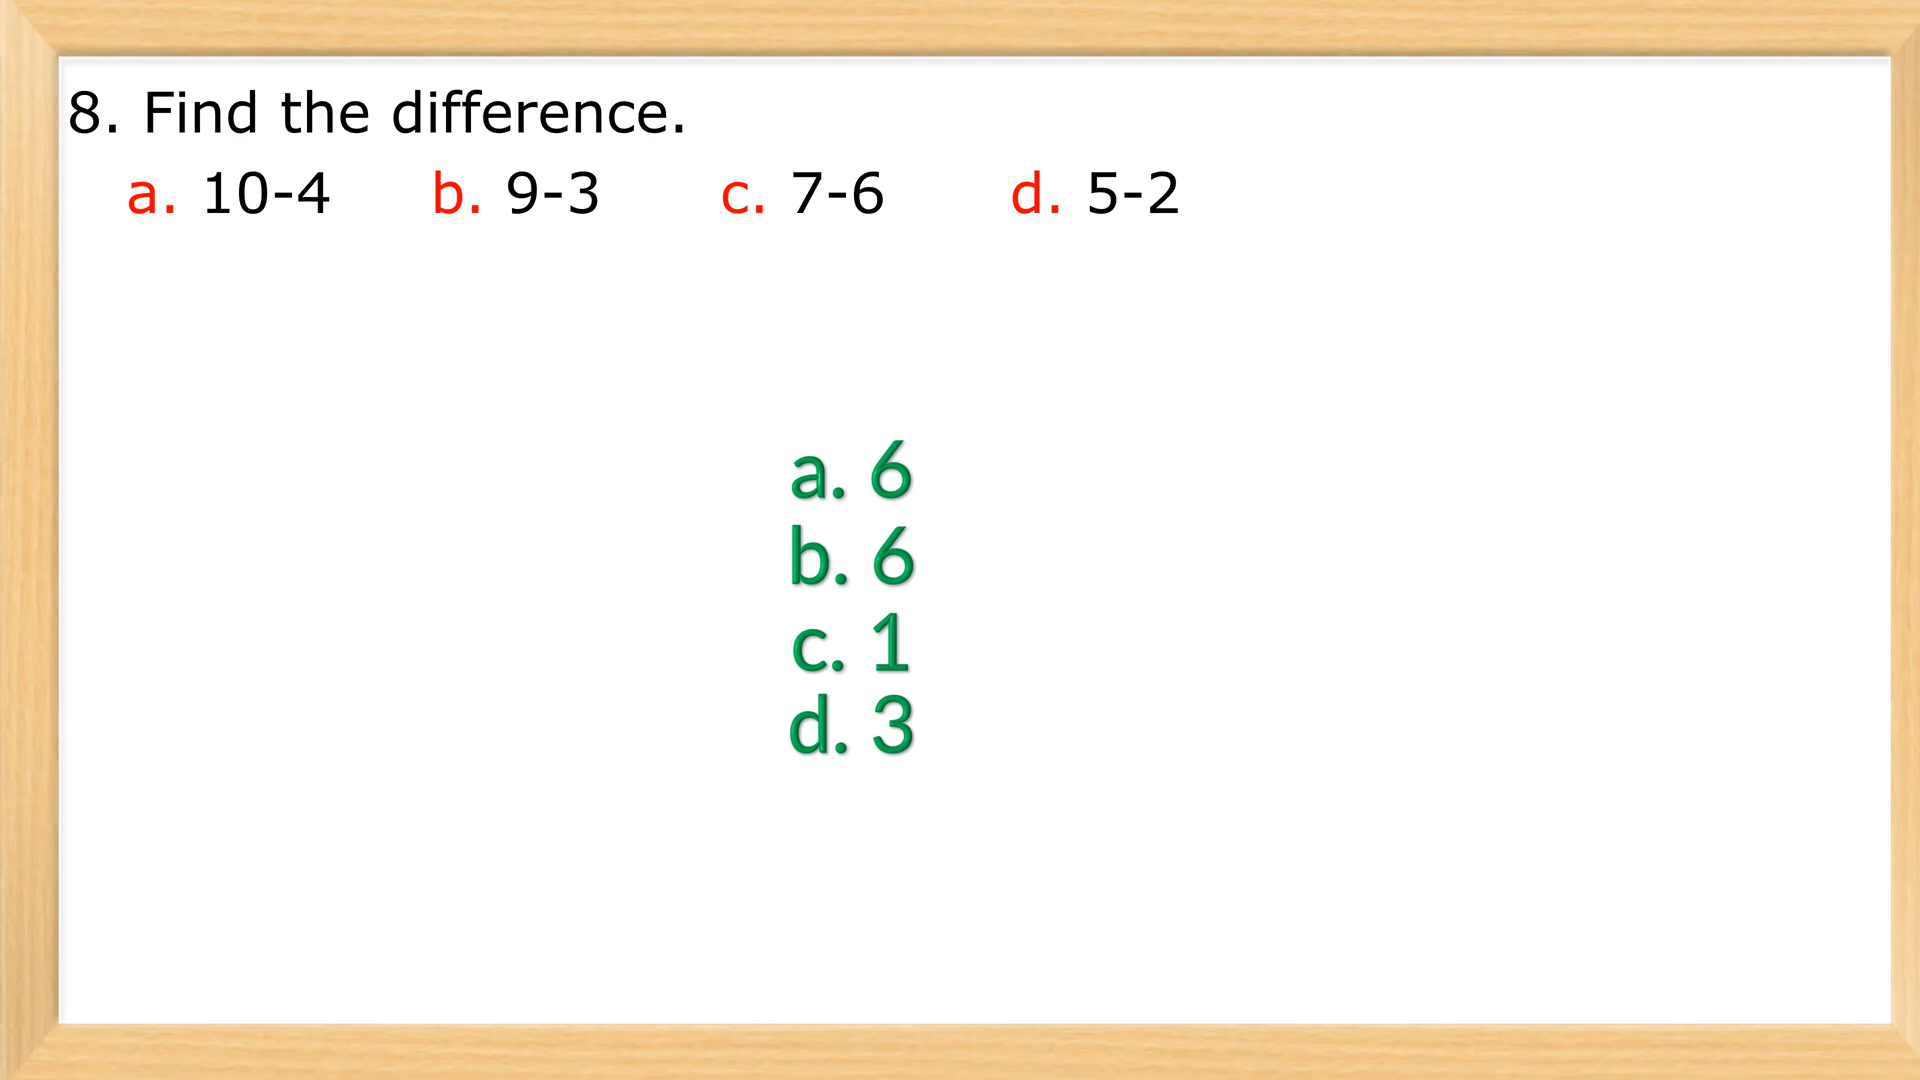 8. Find the difference.
a. 10-4 b. 9-3 c. 7-6 d. 5-2
a. 6
b. 6
c. 1
d. 3